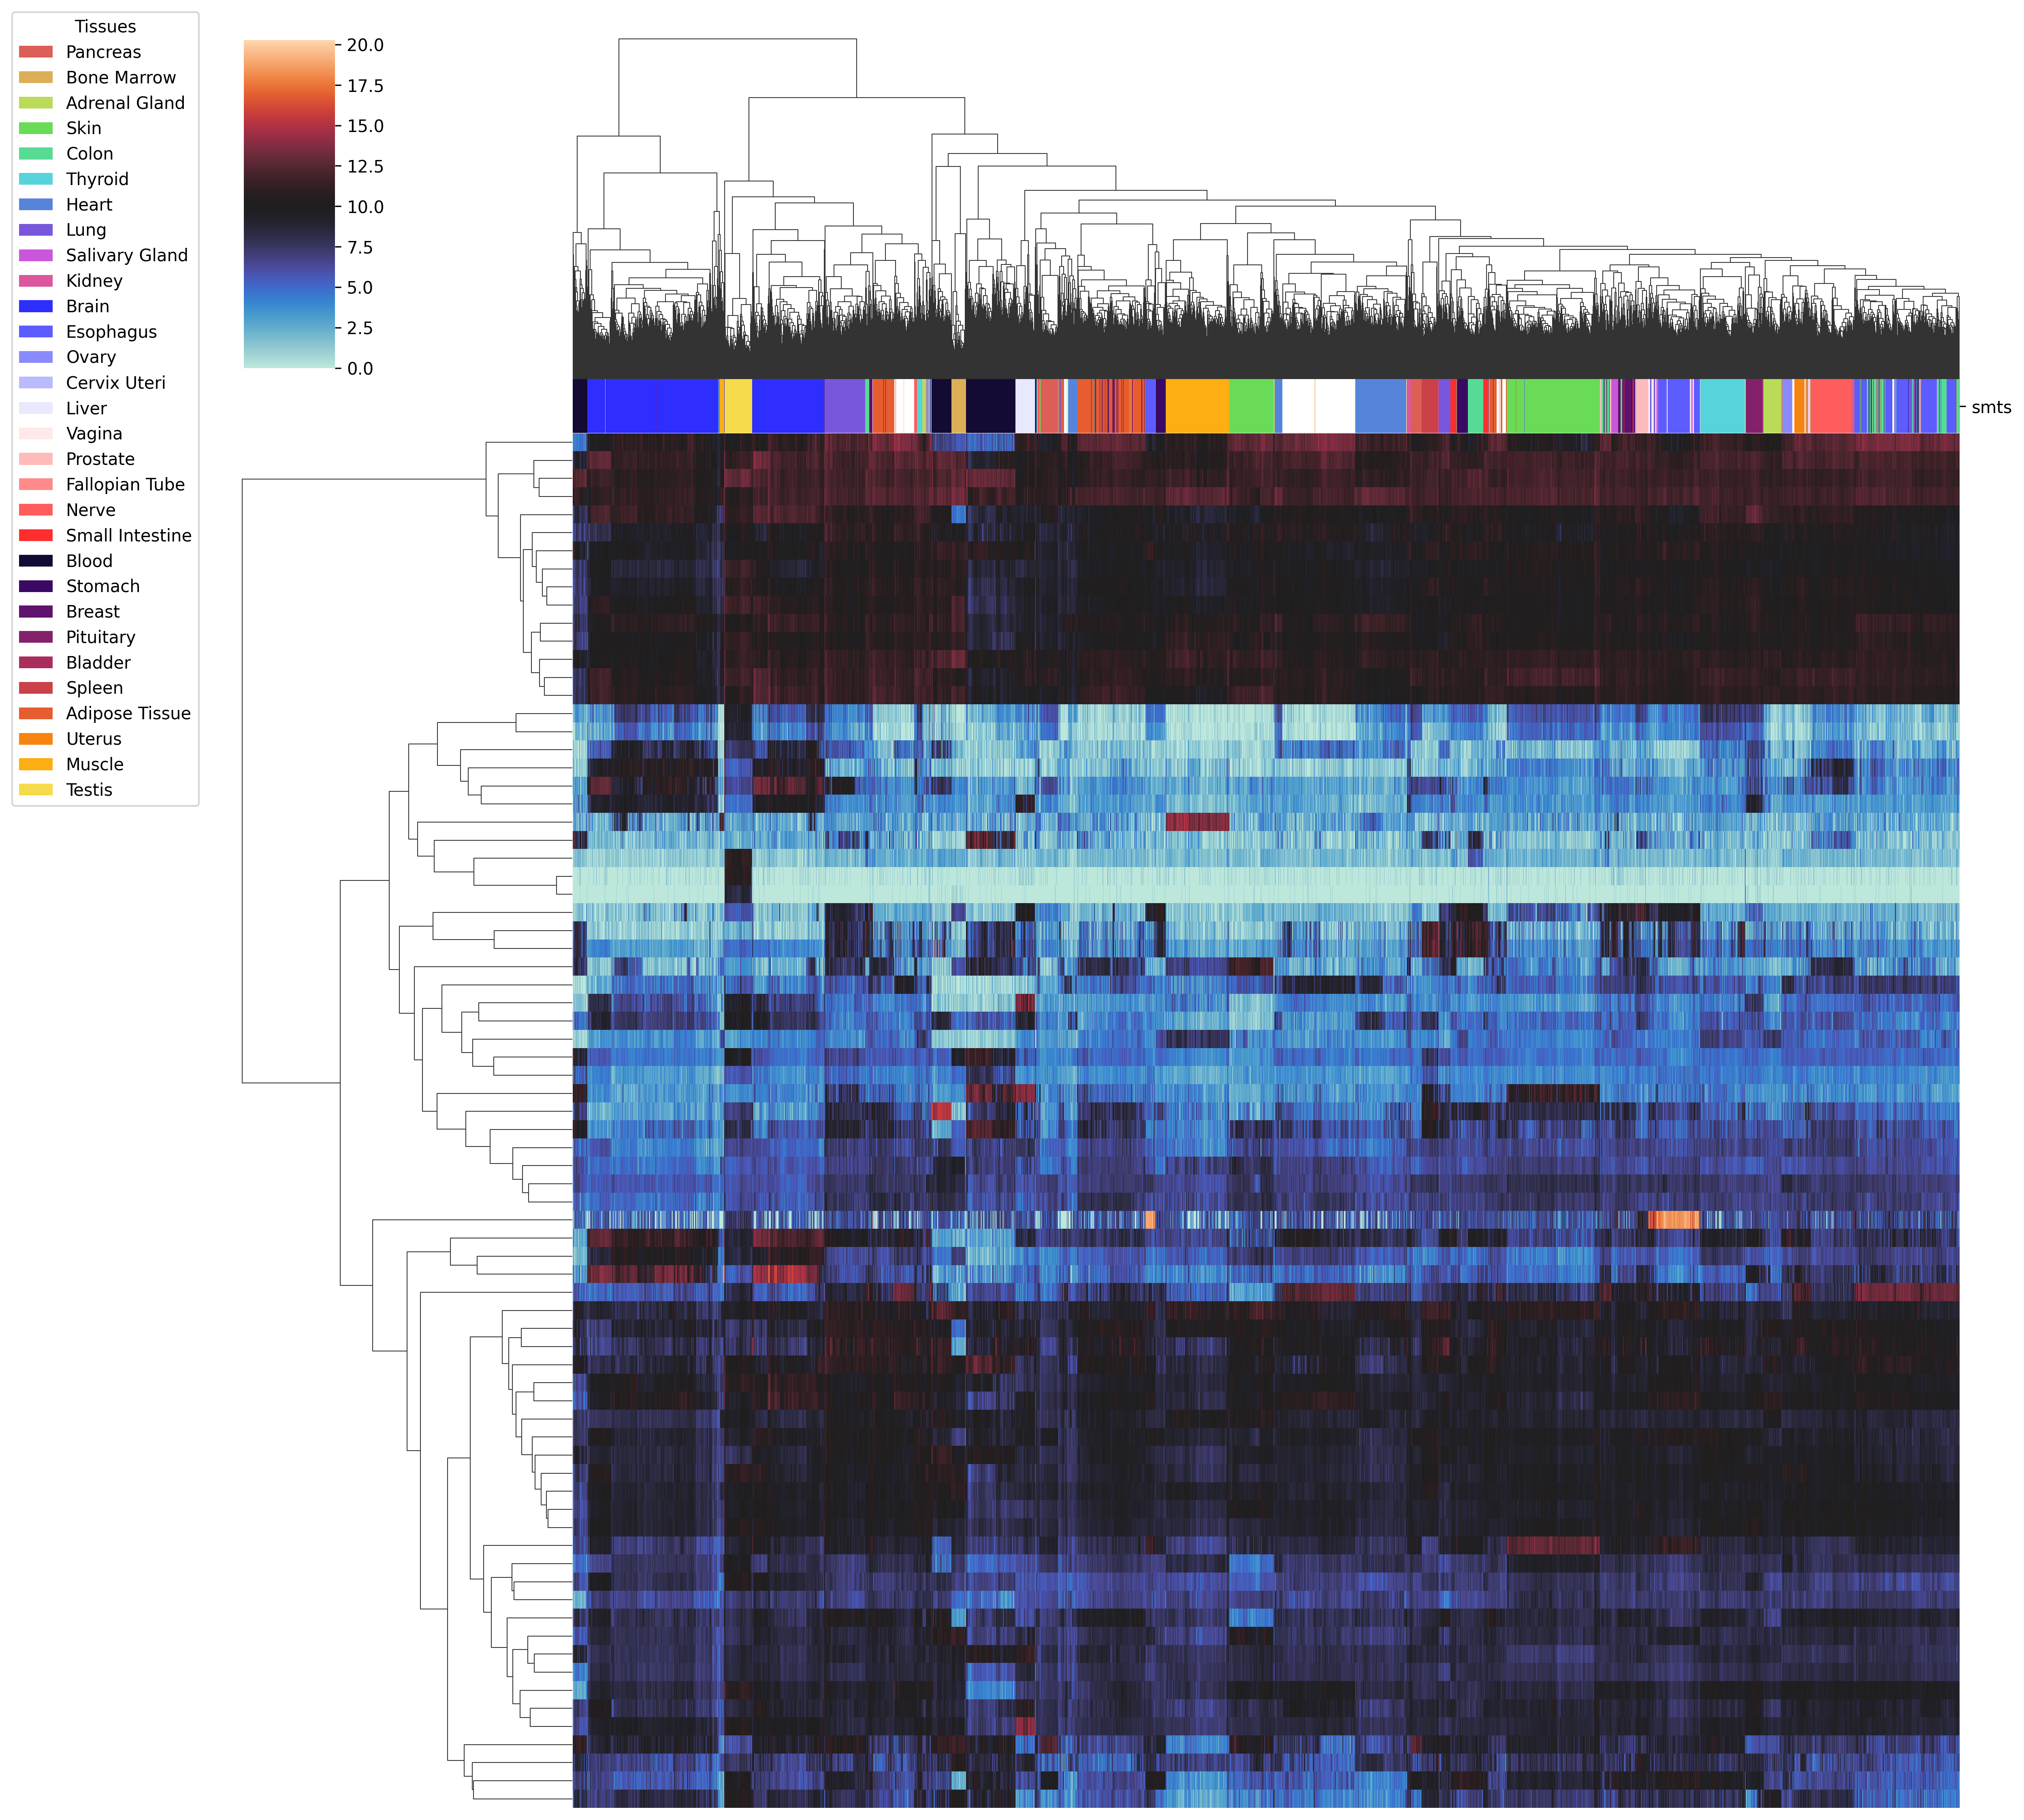 Tissues
Pancreas
Bone Marrow
Adrenal Gland
Skin
Colon
Thyroid
Heart
Lung
Salivary Gland
Kidney
Brain
Esophagus
Ovary
Cervix Uteri
Liver
Vagina
Prostate
Fallopian Tube
Nerve
Small Intestine
Blood
Stomach
Breast
Pituitary
Bladder
Spleen
Adipose Tissue
Uterus
Muscle
Testis
20.0
17.5
15.0
12.5
10.0
7.5
5.0
2.5
0.0
smts